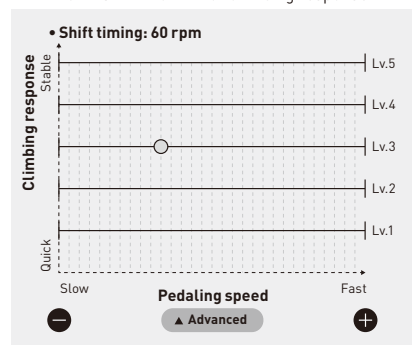 • Shift timing: 60 rpm
Stable
Climbing response
Quick
Lv.5
Lv.4
Lv.3
Lv.2
Lv.1
Slow
Pedaling speed
Fast
−
▲ Advanced
+